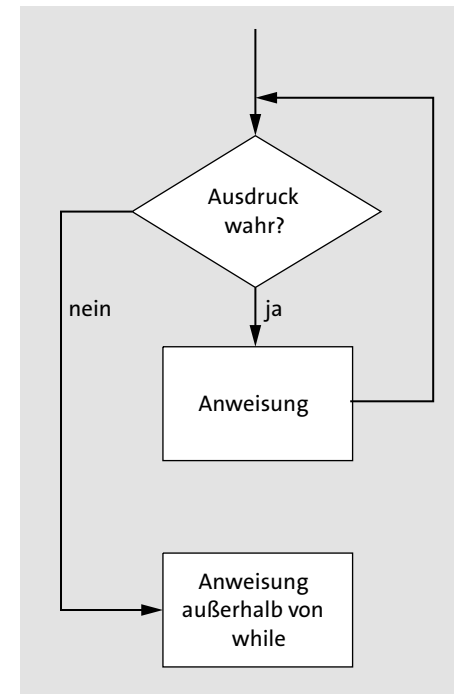 Ausdruck
wahr?
nein
ja
Anweisung
Anweisung
außerhalb von
while